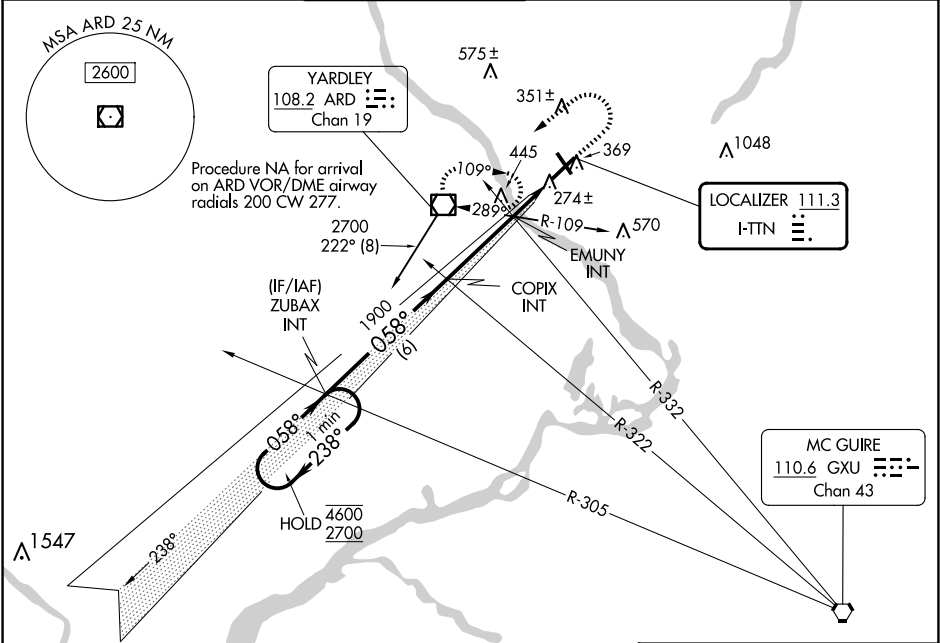 MSA ARD 25 NM
2600
YARDLEY
108.2 ARD
Chan 19
575±
351±
369
1048
Procedure NA for arrival
on ARD VOR/DME airway
radials 200 CW 277.
109°
445
289°
274±
LOCALIZER 111.3
I-TTN
R-109
570
2700
222° (8)
EMUNY
INT
(IF/IAF)
ZUBAX
INT
COPIX
INT
1900
058°
(6)
058°
1 min
238°
R-332
R-322
R-305
MC GUIRE
110.6 GXU
Chan 43
HOLD 4600
2700
1547
238°